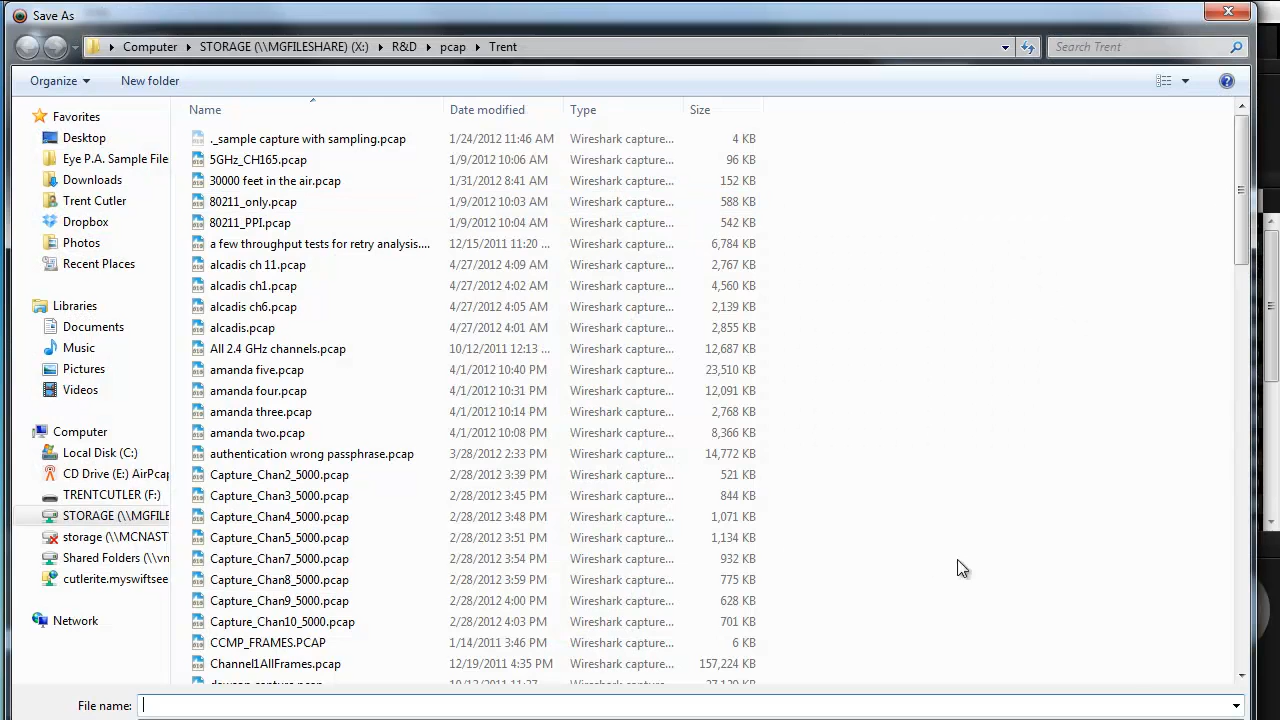 Save As
Computer STORAGE (\\MGFILESHARE) (X:) R&D pcap Trent Search Trent
Organize New folder
Name Date modified Type Size
Favorites
Desktop
Eye P.A. Sample File
Downloads
Trent Cutler
Dropbox
Photos
Recent Places
Libraries
Documents
Music
Pictures
Videos
Computer
Local Disk (C:)
CD Drive (E:) AirPcap
TRENTCUTLER (F:)
STORAGE (\\MGFILE
storage (\\MCNAST
Shared Folders (\\vn
cutlerite.myswiftsee
Network
._sample capture with sampling.pcap 1/24/2012 11:46 AM Wireshark capture... 4 KB
5GHz_CH165.pcap 1/9/2012 10:06 AM Wireshark capture... 96 KB
30000 feet in the air.pcap 1/31/2012 8:41 AM Wireshark capture... 152 KB
80211_only.pcap 1/9/2012 10:03 AM Wireshark capture... 588 KB
80211_PPI.pcap 1/9/2012 10:04 AM Wireshark capture... 542 KB
a few throughput tests for retry analysis.... 12/15/2011 11:20 ... Wireshark capture... 6,784 KB
alcadis ch 11.pcap 4/27/2012 4:09 AM Wireshark capture... 2,767 KB
alcadis ch1.pcap 4/27/2012 4:02 AM Wireshark capture... 4,560 KB
alcadis ch6.pcap 4/27/2012 4:05 AM Wireshark capture... 2,139 KB
alcadis.pcap 4/27/2012 4:01 AM Wireshark capture... 2,855 KB
All 2.4 GHz channels.pcap 10/12/2011 12:13 ... Wireshark capture... 12,687 KB
amanda five.pcap 4/1/2012 10:40 PM Wireshark capture... 23,510 KB
amanda four.pcap 4/1/2012 10:31 PM Wireshark capture... 12,091 KB
amanda three.pcap 4/1/2012 10:14 PM Wireshark capture... 2,768 KB
amanda two.pcap 4/1/2012 10:08 PM Wireshark capture... 8,366 KB
authentication wrong passphrase.pcap 3/28/2012 2:33 PM Wireshark capture... 14,772 KB
Capture_Chan2_5000.pcap 2/28/2012 3:39 PM Wireshark capture... 521 KB
Capture_Chan3_5000.pcap 2/28/2012 3:45 PM Wireshark capture... 844 KB
Capture_Chan4_5000.pcap 2/28/2012 3:48 PM Wireshark capture... 1,071 KB
Capture_Chan5_5000.pcap 2/28/2012 3:51 PM Wireshark capture... 1,134 KB
Capture_Chan7_5000.pcap 2/28/2012 3:54 PM Wireshark capture... 932 KB
Capture_Chan8_5000.pcap 2/28/2012 3:59 PM Wireshark capture... 775 KB
Capture_Chan9_5000.pcap 2/28/2012 4:00 PM Wireshark capture... 628 KB
Capture_Chan10_5000.pcap 2/28/2012 4:03 PM Wireshark capture... 701 KB
CCMP_FRAMES.PCAP 1/14/2011 3:46 PM Wireshark capture... 6 KB
Channel1AllFrames.pcap 12/19/2011 4:35 PM Wireshark capture... 157,224 KB
File name: